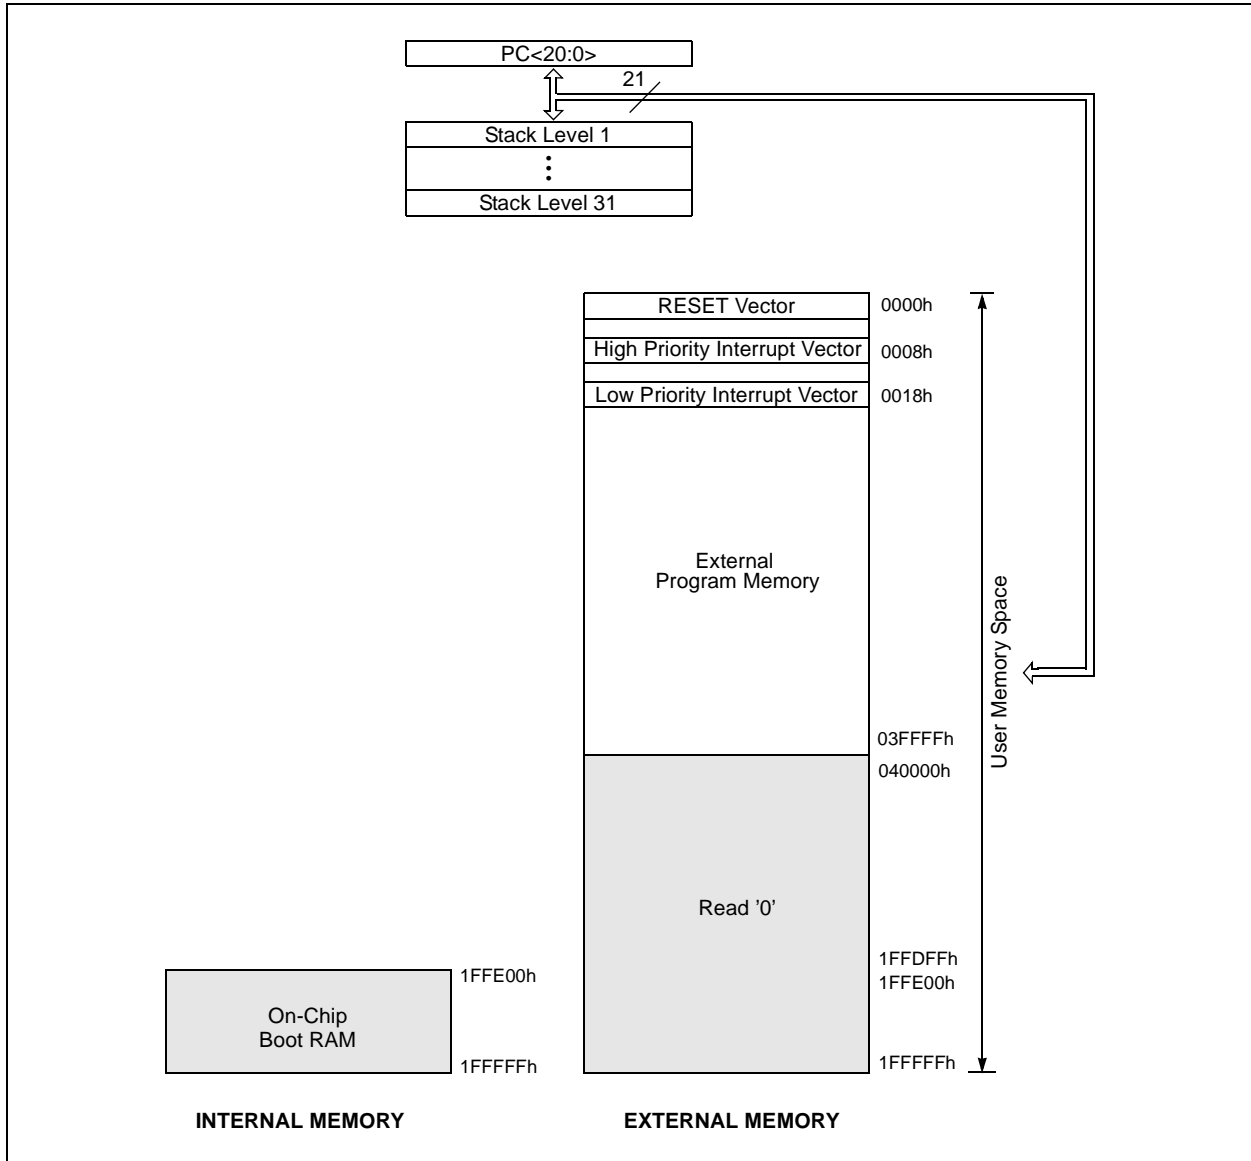 PC<20:0>
21
Stack Level 1
⋮
Stack Level 31
RESET Vector
0000h
High Priority Interrupt Vector
0008h
Low Priority Interrupt Vector
0018h
External
Program Memory
User Memory Space
03FFFFh
040000h
Read ’0’
1FFDFFh
1FFE00h
1FFE00h
On-Chip
Boot RAM
1FFFFFh
1FFFFFh
INTERNAL MEMORY
EXTERNAL MEMORY